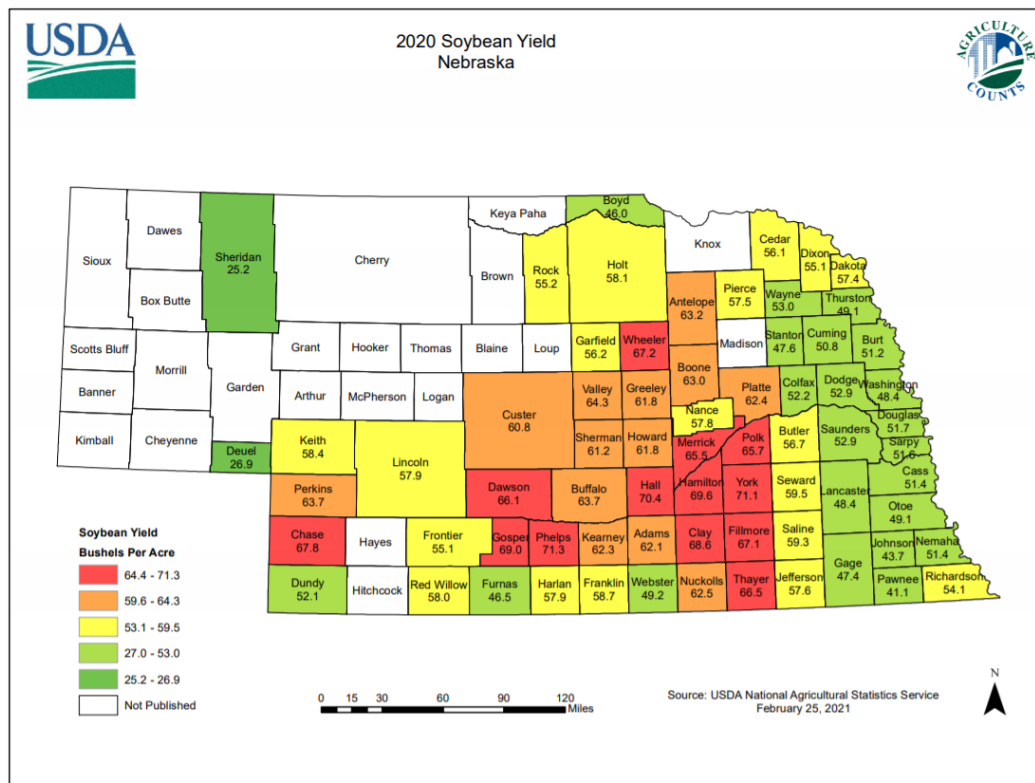 USDA
2020 Soybean Yield
Nebraska
AGRICULTURE
COUNTS
Boyd
46.0
Keya Paha
Dawes
Sheridan
25.2
Sioux
Cherry
Brown
Rock
55.2
Holt
58.1
Knox
Cedar
56.1
Dixon
55.1
Dakota
57.4
Box Butte
Antelope
63.2
Pierce
57.5
Wayne
53.0
Thurston
49.1
Scotts Bluff
Morrill
Garden
Grant
Hooker
Thomas
Blaine
Loup
Garfield
56.2
Wheeler
67.2
Madison
Stanton
47.6
Cuming
50.8
Burt
51.2
Banner
Arthur
McPherson
Logan
Custer
60.8
Valley
64.3
Greeley
61.8
Boone
63.0
Platte
62.4
Colfax
52.2
Dodge
52.9
Washington
48.4
Kimball
Cheyenne
Deuel
26.9
Keith
58.4
Lincoln
57.9
Sherman
61.2
Howard
61.8
Nance
57.8
Merrick
65.5
Polk
65.7
Butler
56.7
Saunders
52.9
Douglas
51.7
Sarpy
51.6
Perkins
63.7
Dawson
66.1
Buffalo
63.7
Hall
70.4
Hamilton
69.6
York
71.1
Seward
59.5
Lancaster
48.4
Cass
51.4
Otoe
49.1
Chase
67.8
Hayes
Frontier
55.1
Gosper
69.0
Phelps
71.3
Kearney
62.3
Adams
62.1
Clay
68.6
Fillmore
67.1
Saline
59.3
Johnson
43.7
Nemaha
51.4
Dundy
52.1
Hitchcock
Red Willow
58.0
Furnas
46.5
Harlan
57.9
Franklin
58.7
Webster
49.2
Nuckolls
62.5
Thayer
66.5
Jefferson
57.6
Gage
47.4
Pawnee
41.1
Richardson
54.1
Soybean Yield
Bushels Per Acre
64.4 - 71.3
59.6 - 64.3
53.1 - 59.5
27.0 - 53.0
25.2 - 26.9
Not Published
0 15 30 60 90 120
Miles
Source: USDA National Agricultural Statistics Service
February 25, 2021
N